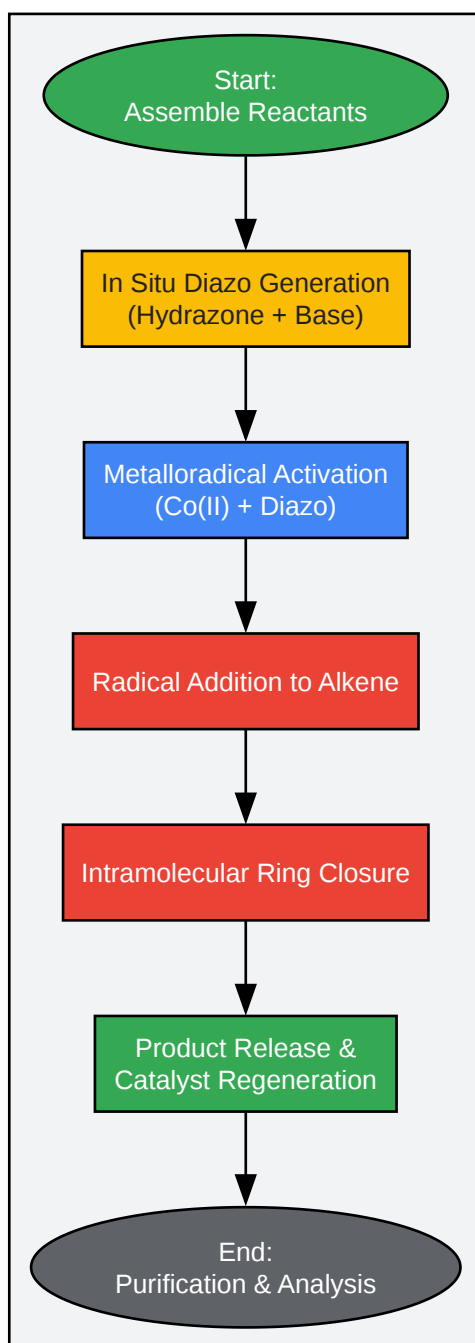 Start:
Assemble Reactants
In Situ Diazo Generation
(Hydrazone + Base)
Metalloradical Activation
(Co(II) + Diazo)
Radical Addition to Alkene
Intramolecular Ring Closure
Product Release &
Catalyst Regeneration
End:
Purification & Analysis